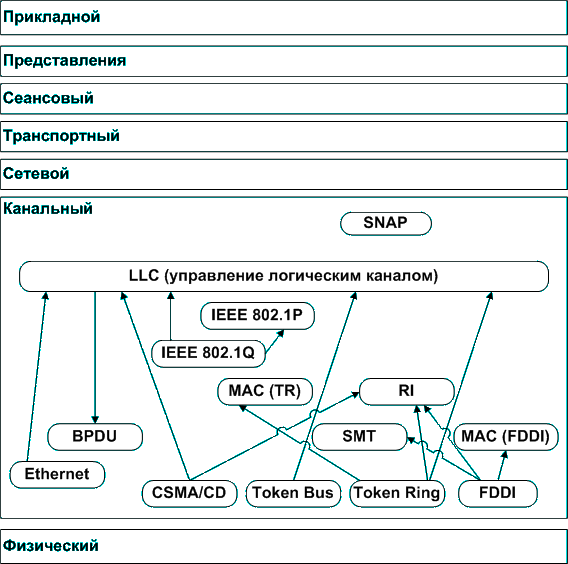 Прикладной
Представления
Сеансовый
Транспортный
Сетевой
Канальный
SNAP
LLC (управление логическим каналом)
IEEE 802.1P
IEEE 802.1Q
MAC (TR)
RI
BPDU
SMT
MAC (FDDI)
Ethernet
CSMA/CD
Token Bus
Token Ring
FDDI
Физический